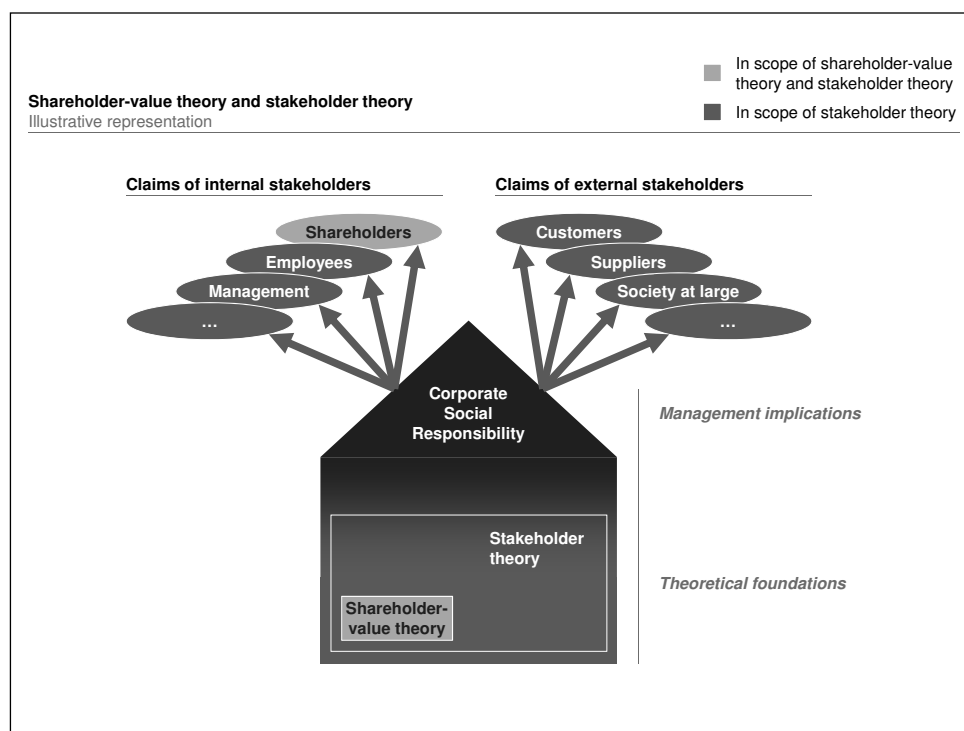 In scope of shareholder-value
theory and stakeholder theory
Shareholder-value theory and stakeholder theory
Illustrative representation
In scope of stakeholder theory
Claims of internal stakeholders
Claims of external stakeholders
Shareholders
Employees
Management
...
Customers
Suppliers
Society at large
...
Corporate
Social
Responsibility
Management implications
Stakeholder
theory
Theoretical foundations
Shareholder-
value theory